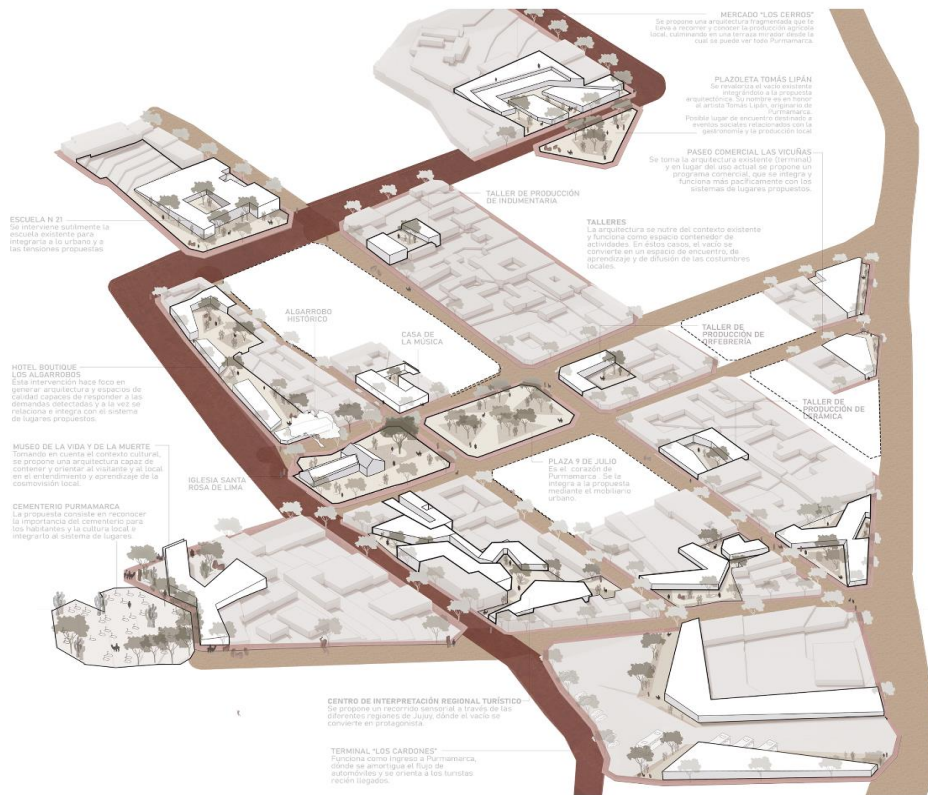 MERCADO "LOS CERROS"
Se propone una arquitectura fragmentada que te
lleva a recorrer y conocer la producción agrícola
local, culminando en una terraza mirador desde la
cual se puede ver todo Purmamarca.
PLAZOLETA TOMÁS LIPÁN
Se revaloriza el vacío existente
integrándolo a la propuesta
arquitectónica. Su nombre es en honor
al artista Tomás Lipán, originario de
Purmamarca.
Posible lugar de encuentro destinado a
eventos sociales relacionados con la
gastronomía y la producción local
PASEO COMERCIAL LAS VICUÑAS
Se toma la arquitectura existente (terminal)
y en lugar del uso actual se propone un
programa comercial, que se integra y
funciona más pacíficamente con los
sistemas de lugares propuestos.
TALLER DE PRODUCCIÓN
DE INDUMENTARIA
ESCUELA N 21
Se interviene sutilmente la
escuela existente para
integrarla a lo urbano y a
las tensiones propuestas
TALLERES
La arquitectura se nutre del contexto existente
y funciona como espacio contenedor de
actividades. En éstos casos, el vacío se
convierte en un espacio de encuentro, de
aprendizaje y de difusión de las costumbres
locales.
ALGARROBO
HISTÓRICO
CASA DE
LA MÚSICA
TALLER DE
PRODUCCIÓN DE
ORFEBRERÍA
HOTEL BOUTIQUE
LOS ALGARROBOS
Esta intervención hace foco en
generar arquitectura y espacios de
calidad capaces de responder a las
demandas detectadas y a la vez se
relaciona e integra con el sistema
de lugares propuestos.
TALLER DE
PRODUCCIÓN DE
CERÁMICA
MUSEO DE LA VIDA Y DE LA MUERTE
Tomando en cuenta el contexto cultural,
se propone una arquitectura capaz de
contener y orientar al visitante y al local
en el entendimiento y aprendizaje de la
cosmovisión local.
IGLESIA SANTA
ROSA DE LIMA
PLAZA 9 DE JULIO
Es el corazón de
Purmamarca. Se la
integra a la propuesta
mediante el mobiliario
urbano.
CEMENTERIO PURMAMARCA
La propuesta consiste en reconocer
la importancia del cementerio para
los habitantes y la cultura local e
integrarlo al sistema de lugares
CENTRO DE INTERPRETACIÓN REGIONAL TURÍSTICO
Se propone un recorrido sensorial a través de las
diferentes regiones de Jujuy, dónde el vacío se
convierte en protagonista.
TERMINAL "LOS CARDONES"
Funciona como ingreso a Purmamarca,
dónde se amortigua el flujo de
automóviles y se orienta a los turistas
recién llegados.